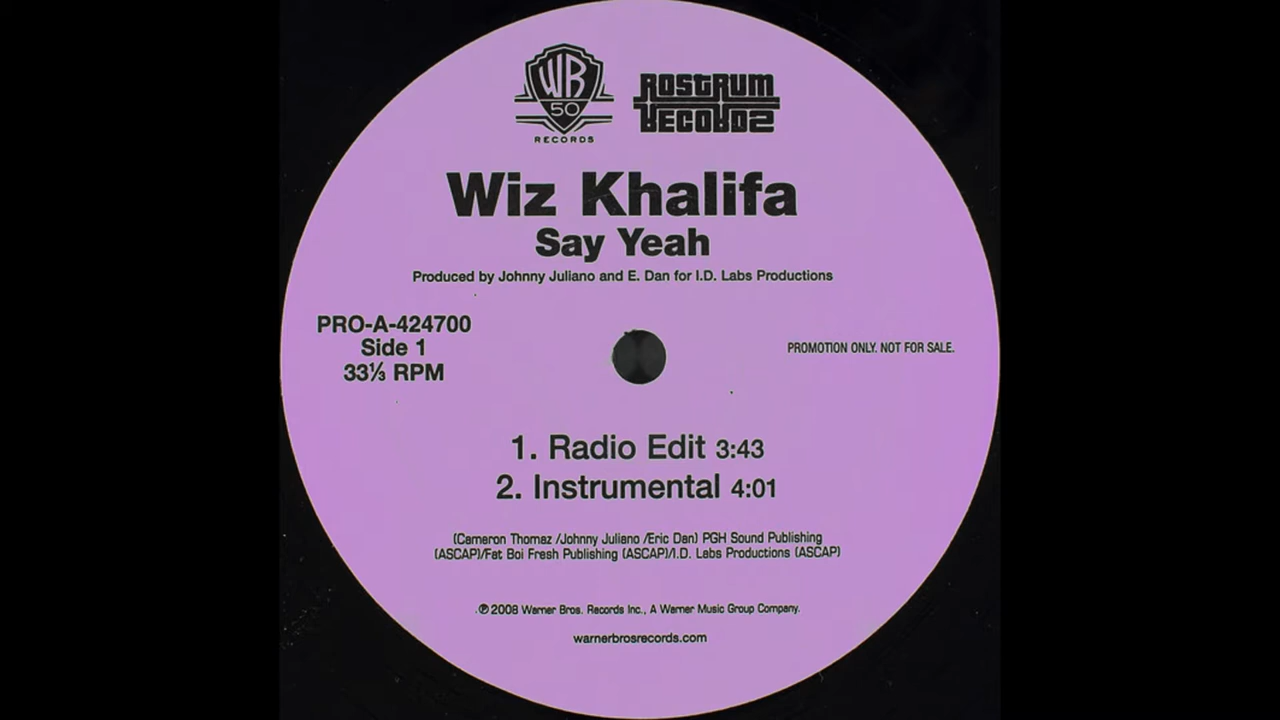 WB
50
RECORDS
ROSTRUM
RECORDS
Wiz Khalifa
Say Yeah
Produced by Johnny Juliano and E. Dan for I.D. Labs Productions
PRO-A-424700
Side 1
33⅓ RPM
PROMOTION ONLY. NOT FOR SALE.
1. Radio Edit 3:43
2. Instrumental 4:01
(Cameron Thomaz /Johnny Juliano /Eric Dan) PGH Sound Publishing
(ASCAP)/Fat Boi Fresh Publishing (ASCAP)/I.D. Labs Productions (ASCAP)
℗ 2008 Warner Bros. Records Inc., A Warner Music Group Company.
warnerbrosrecords.com